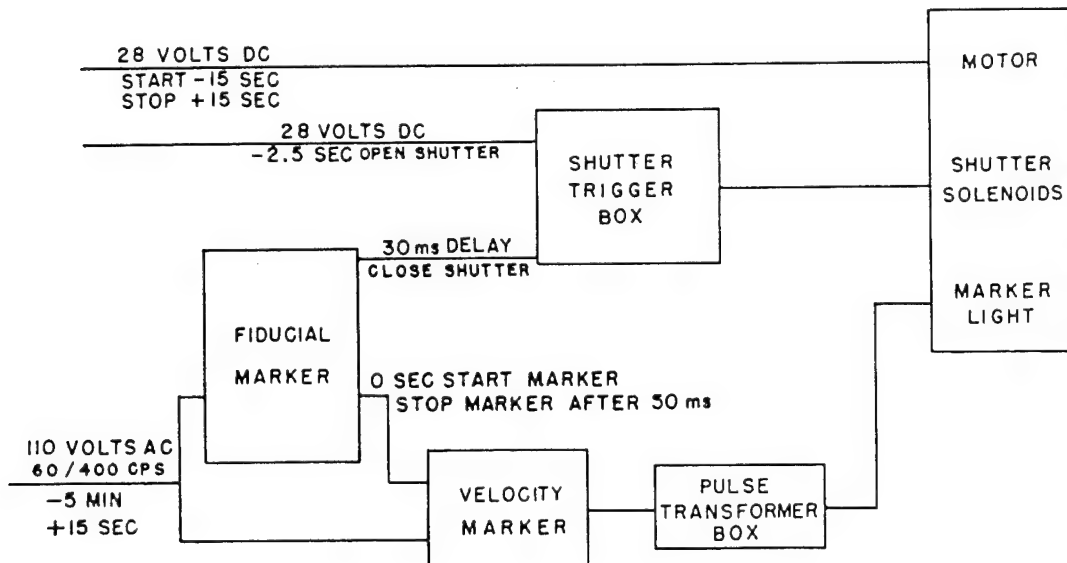 28 VOLTS DC
START -15 SEC
STOP +15 SEC
MOTOR
28 VOLTS DC
-2.5 SEC OPEN SHUTTER
SHUTTER
TRIGGER
BOX
SHUTTER
SOLENOIDS
30 ms DELAY
CLOSE SHUTTER
MARKER
LIGHT
FIDUCIAL
MARKER
0 SEC START MARKER
STOP MARKER AFTER 50 ms
110 VOLTS AC
60/400 CPS
-5 MIN
+15 SEC
VELOCITY
MARKER
PULSE
TRANSFORMER
BOX